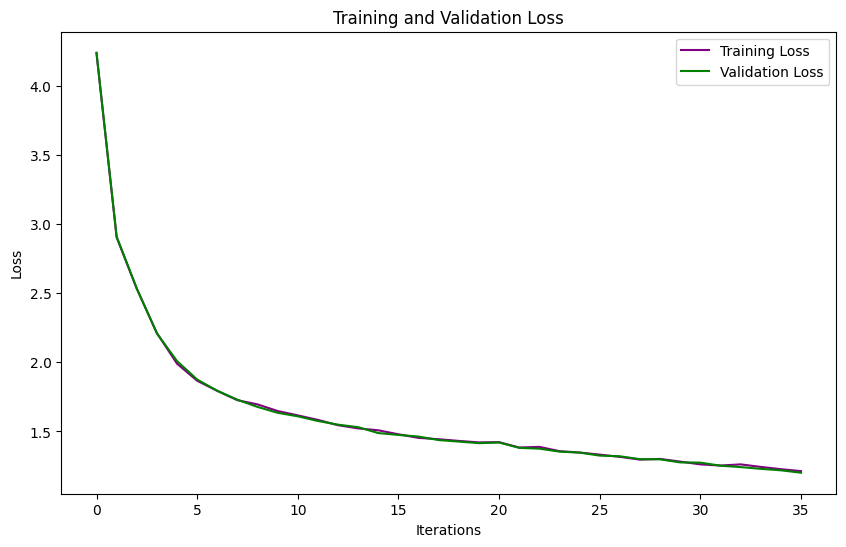 Training and Validation Loss
Training Loss
Validation Loss
4.0
3.5
3.0
2.5
2.0
1.5
Loss
0 5 10 15 20 25 30 35
Iterations